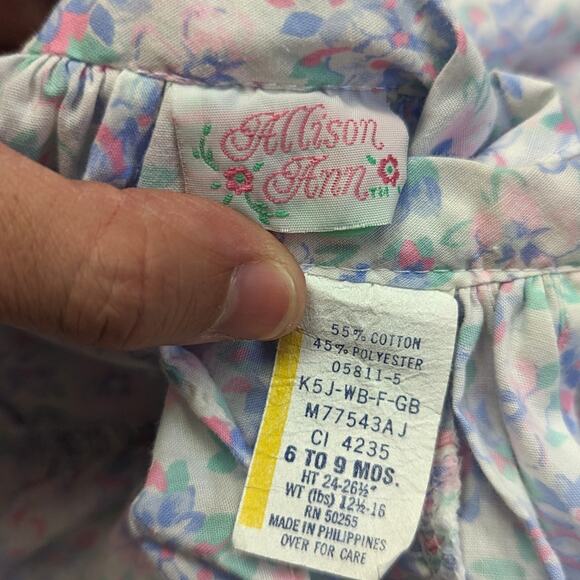 Allison
Ann TM
55% COTTON
45% POLYESTER
05811-5
K5J-WB-F-GB
M77543AJ
CI 4235
6 TO 9 MOS.
HT 24-26½"
WT (lbs) 12½-16
RN 50255
MADE IN PHILIPPINES
OVER FOR CARE